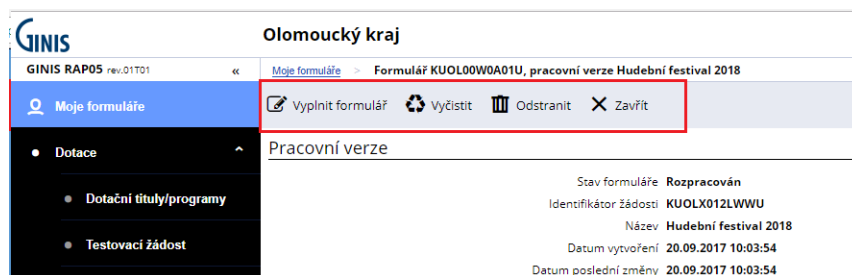 GINIS
Olomoucký kraj
GINIS RAP05 rev.01T01 «
Moje formuláře > Formulář KUOL00W0A01U, pracovní verze Hudební festival 2018
Moje formuláře
Vyplnit formulář Vyčistit Odstranit Zavřít
Dotace
Pracovní verze
Stav formuláře Rozpracován
Identifikátor žádosti KUOLX012LWWU
Dotační tituly/programy
Název Hudební festival 2018
Testovací žádost
Datum vytvoření 20.09.2017 10:03:54
Datum poslední změny 20.09.2017 10:03:54